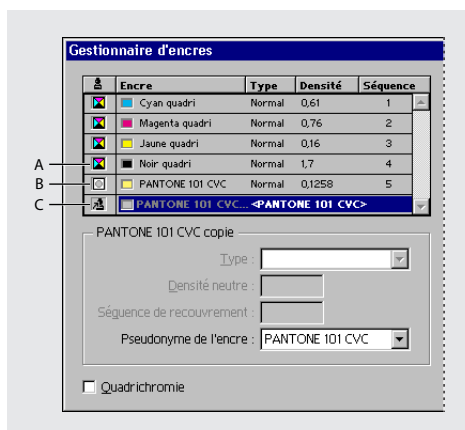 Gestionnaire d'encres
Encre Type Densité Séquence
Cyan quadri Normal 0,61 1
Magenta quadri Normal 0,76 2
Jaune quadri Normal 0,16 3
A Noir quadri Normal 1,7 4
B PANTONE 101 CVC Normal 0,1258 5
C PANTONE 101 CVC... <PANTONE 101 CVC>
PANTONE 101 CVC copie
Type :
Densité neutre :
Séquence de recouvrement :
Pseudonyme de l'encre : PANTONE 101 CVC
Quadrichromie